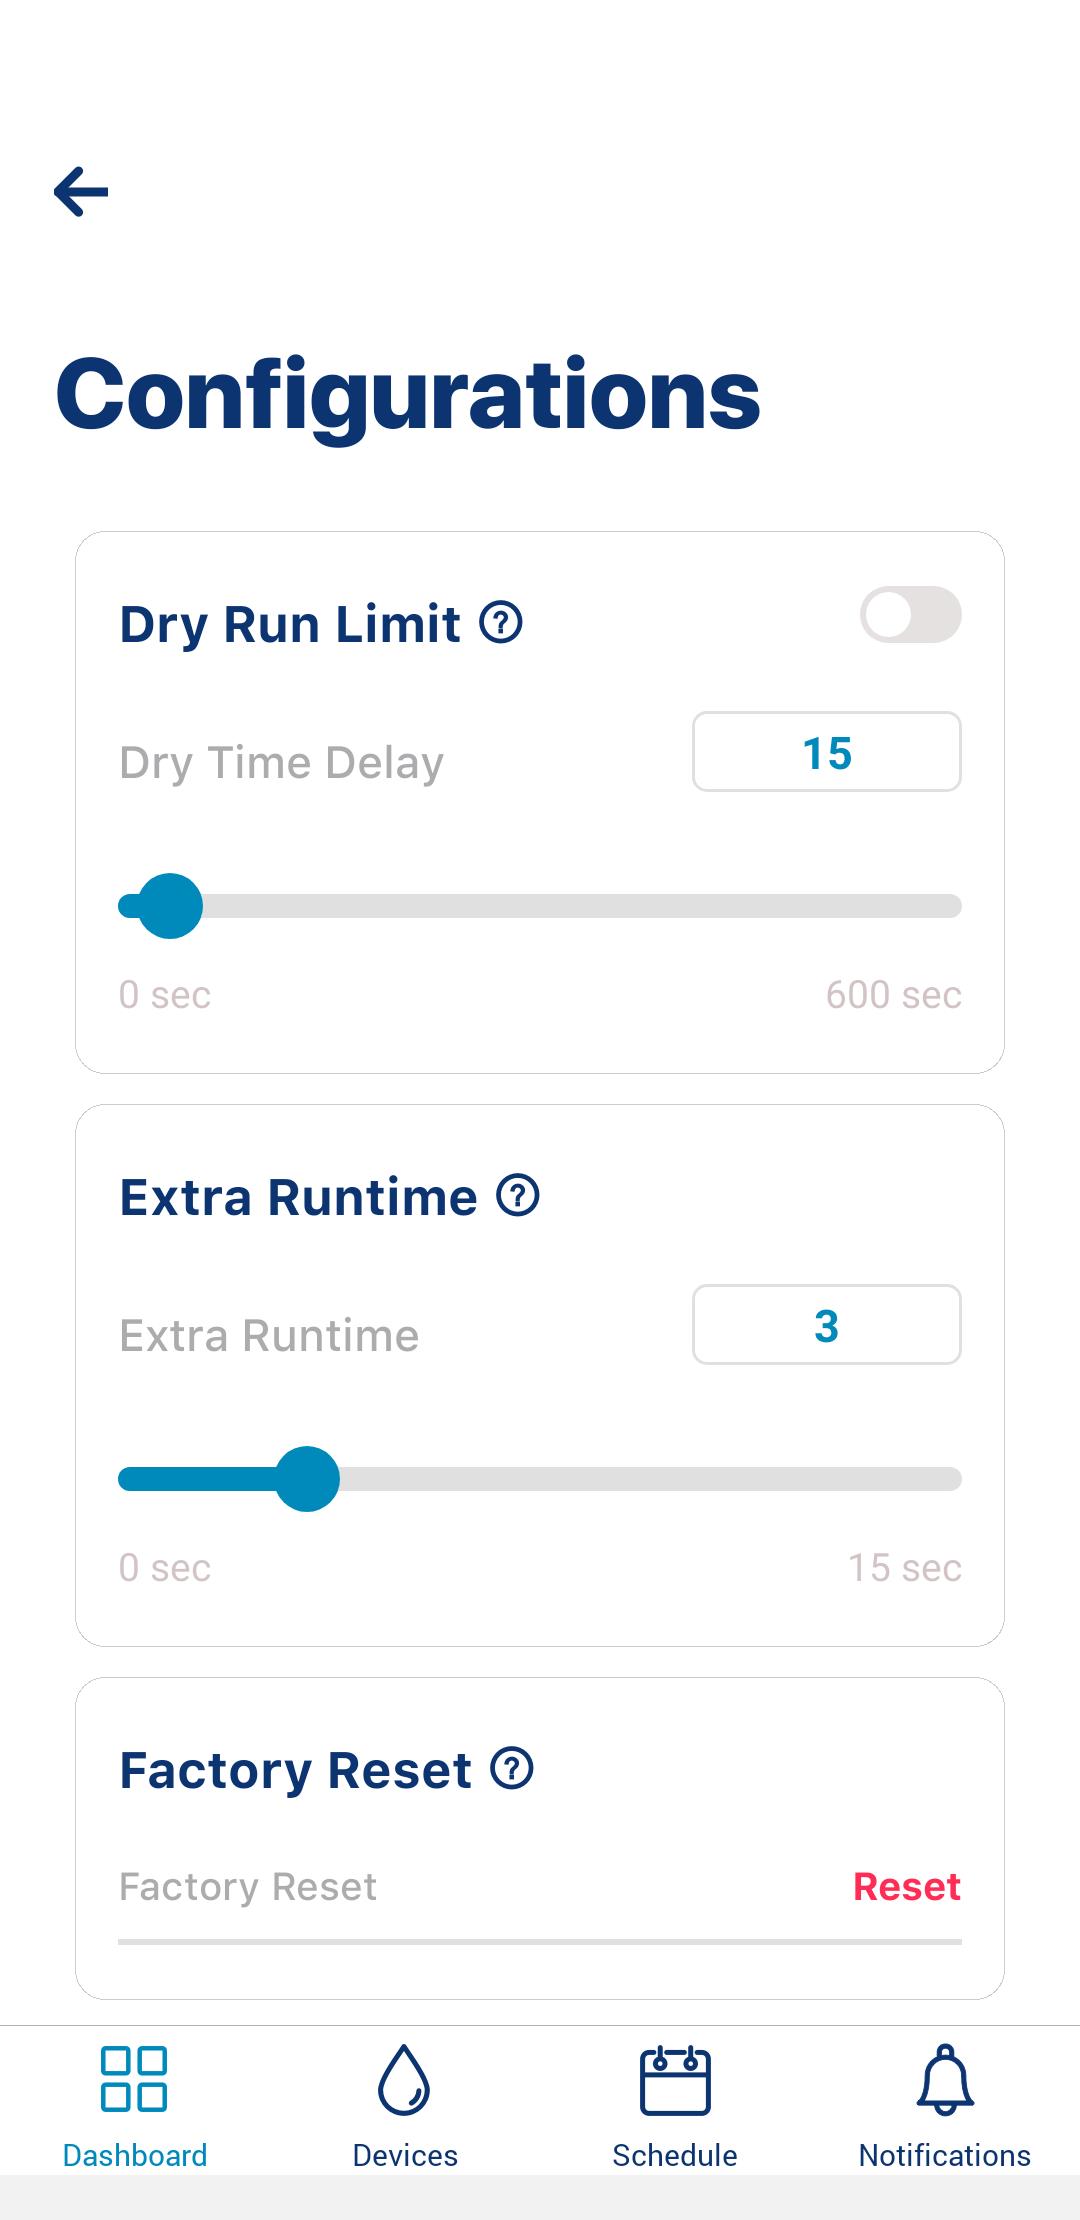 Configurations
Dry Run Limit ?
Dry Time Delay 15
0 sec 600 sec
Extra Runtime ?
Extra Runtime 3
0 sec 15 sec
Factory Reset ?
Factory Reset Reset
Dashboard Devices Schedule Notifications